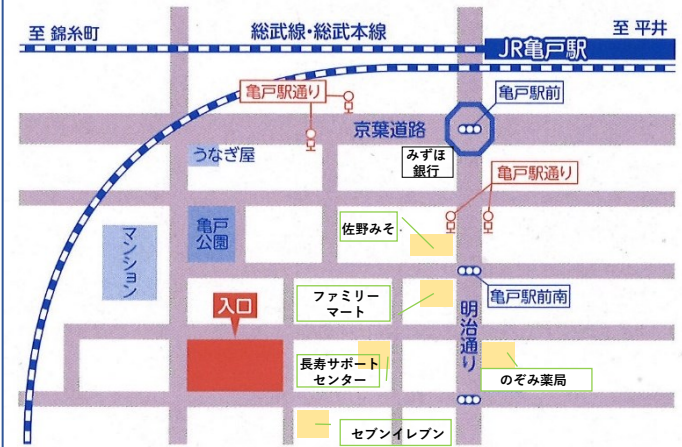 至 錦糸町
総武線・総武本線
至 平井
JR亀戸駅
亀戸駅通り
亀戸駅前
京葉道路
みずほ
銀行
うなぎ屋
亀戸駅通り
亀戸
公園
佐野みそ
マンション
ファミリー
マート
亀戸駅前南
入口
明治通り
長寿サポート
センター
のぞみ薬局
セブンイレブン